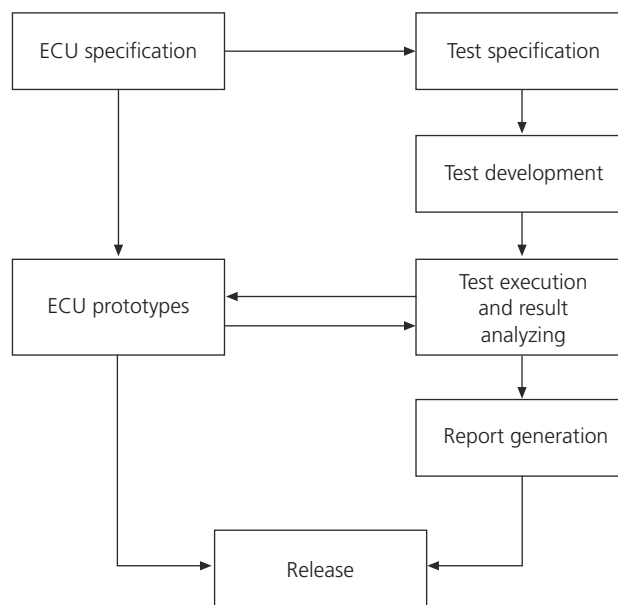 ECU specification
Test specification
Test development
ECU prototypes
Test execution
and result
analyzing
Report generation
Release